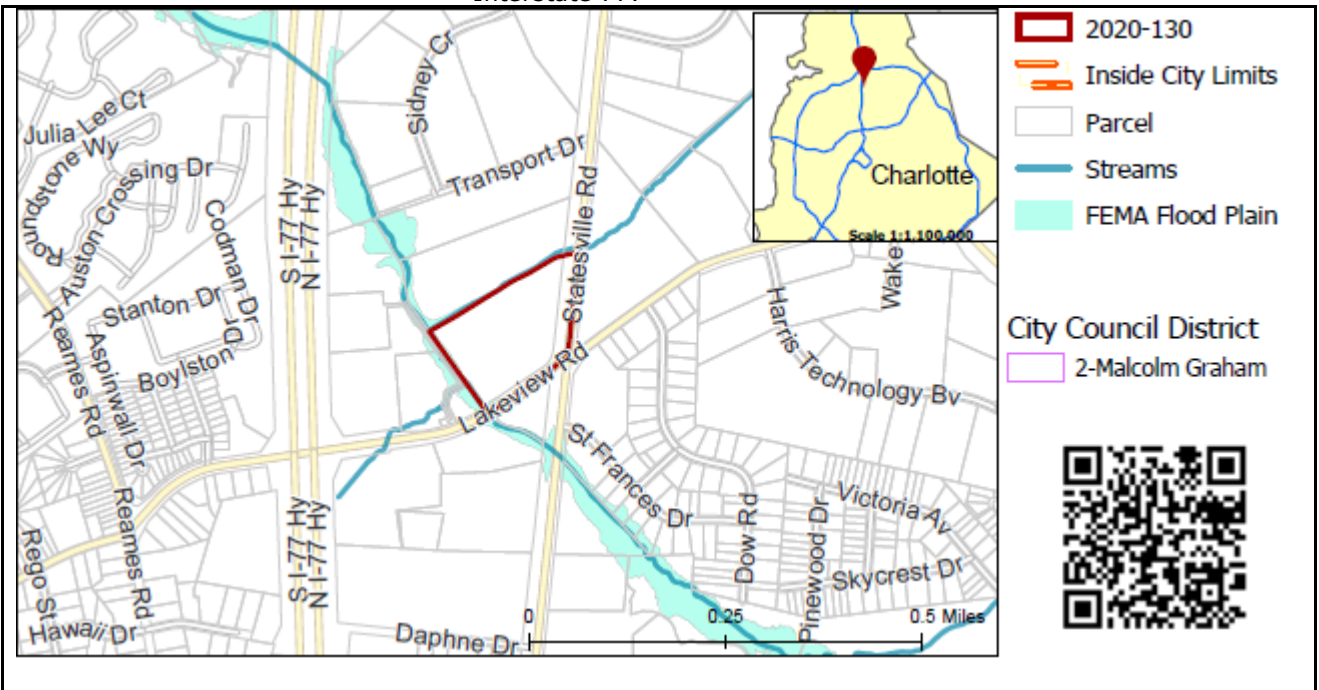 Julia Lee Ct
Roundstone Wy
Auston Crossing Dr
Codman Dr
Stanton Dr
Dr
Boylston
Aspinwall Dr
Reames Rd
Reames Rd
Rego St
Hawaii Dr
S I-77 Hy
N I-77 Hy
S I-77 Hy
N I-77 Hy
Sidney Cr
Transport Dr
Statesville Rd
Lakeview Rd
St Frances Dr
Dow Rd
Pinewood Dr
Victoria Av
Skycrest Dr
Harris Technology Bv
Wake
Daphne Dr
0 0.25 0.5 Miles
Charlotte
Scale 1:1,100,000
2020-130
Inside City Limits
Parcel
Streams
FEMA Flood Plain
City Council District
2-Malcolm Graham